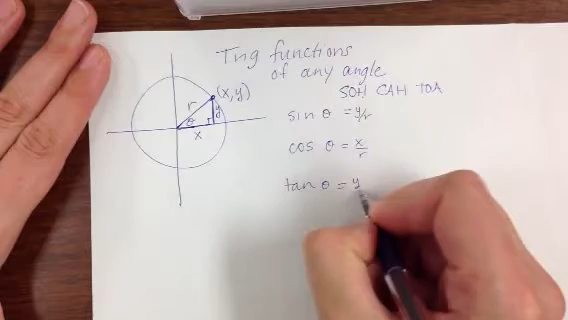 Trig functions
of any angle
SOH CAH TOA
(x, y)
r
y
θ
x
sin θ = y/r
cos θ = x/r
tan θ = y